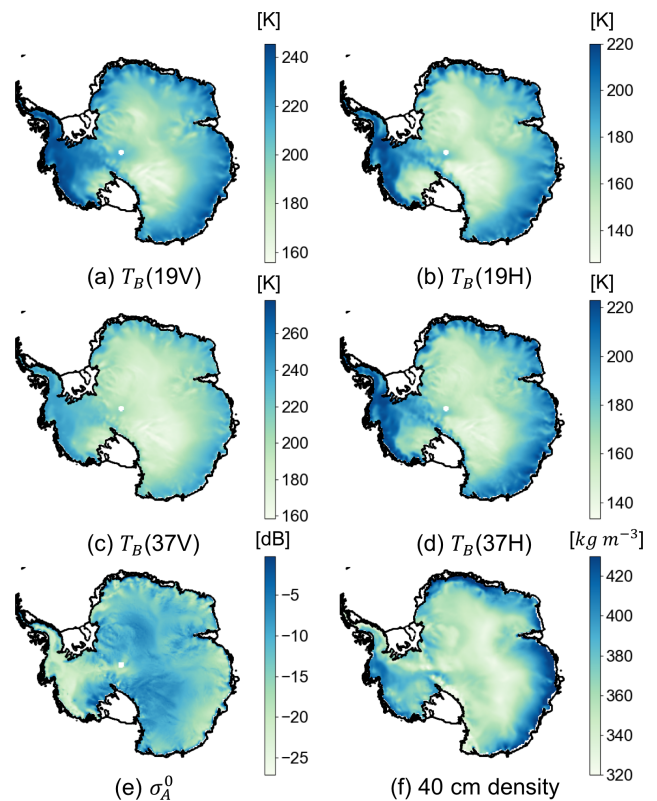 [K]
[K]
240
220
200
180
160
220
200
180
160
140
(a) T_B(19V)
(b) T_B(19H)
[K]
[K]
260
240
220
200
180
160
220
200
180
160
140
(c) T_B(37V)
(d) T_B(37H)
[dB]
[kg m⁻³]
−5
−10
−15
−20
−25
420
400
380
360
340
320
(e) σ_A^0
(f) 40 cm density